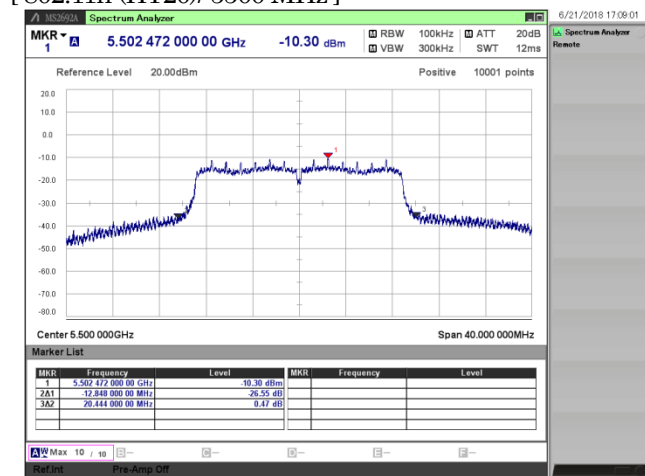 [ 802.11n (HT20), 5500 MHz ]
MS2692A Spectrum Analyzer
6/21/2018 17:09:01
MKR 1 A 5.502 472 000 00 GHz -10.30 dBm
RBW 100kHz ATT 20dB
VBW 300kHz SWT 12ms
Spectrum Analyzer
Remote
Reference Level 20.00dBm Positive 10001 points
20.0
10.0
0.0
-10.0
1
-20.0
-30.0
3
-40.0
-50.0
-60.0
-70.0
-80.0
Center 5.500 000GHz Span 40.000 000MHz
Marker List
MKR Frequency Level MKR Frequency Level
1 5.502 472 000 00 GHz -10.30 dBm
2Δ1 -12.848 000 00 MHz -26.55 dB
3Δ2 20.444 000 00 MHz 0.47 dB
A W Max 10 / 10 B-- C-- D-- E-- F--
Ref.Int Pre-Amp Off